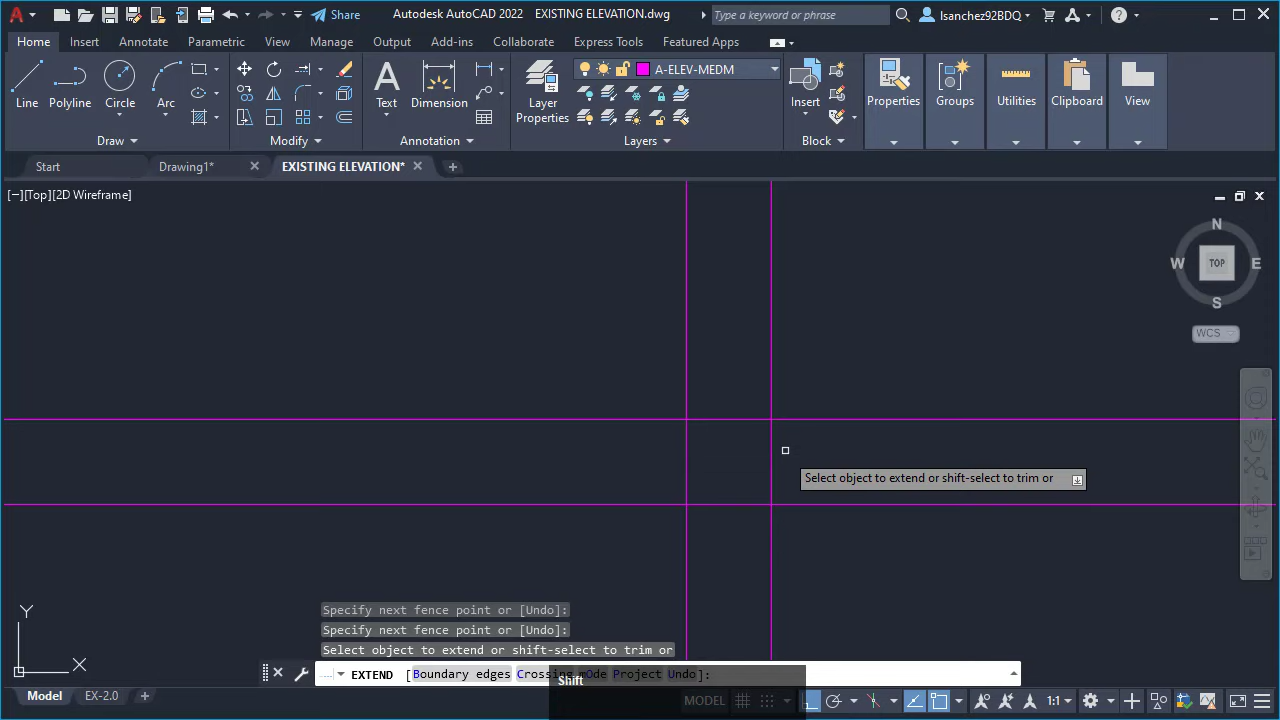 Share
Autodesk AutoCAD 2022 EXISTING ELEVATION.dwg
Type a keyword or phrase
lsanchez92BDQ
Home Insert Annotate Parametric View Manage Output Add-ins Collaborate Express Tools Featured Apps
A-ELEV-MEDM
Line Polyline Circle Arc
Text Dimension
Layer Properties
Insert
Properties Groups Utilities Clipboard View
Draw Modify Annotation Layers Block
Start Drawing1* EXISTING ELEVATION*
[−][Top][2D Wireframe]
N
W TOP E
S
WCS
Select object to extend or shift-select to trim or
Y
X
Specify next fence point or [Undo]:
Specify next fence point or [Undo]:
Select object to extend or shift-select to trim or
EXTEND [Boundary edges Crossing mOde Project Undo]:
Shift
Model EX-2.0
MODEL 1:1